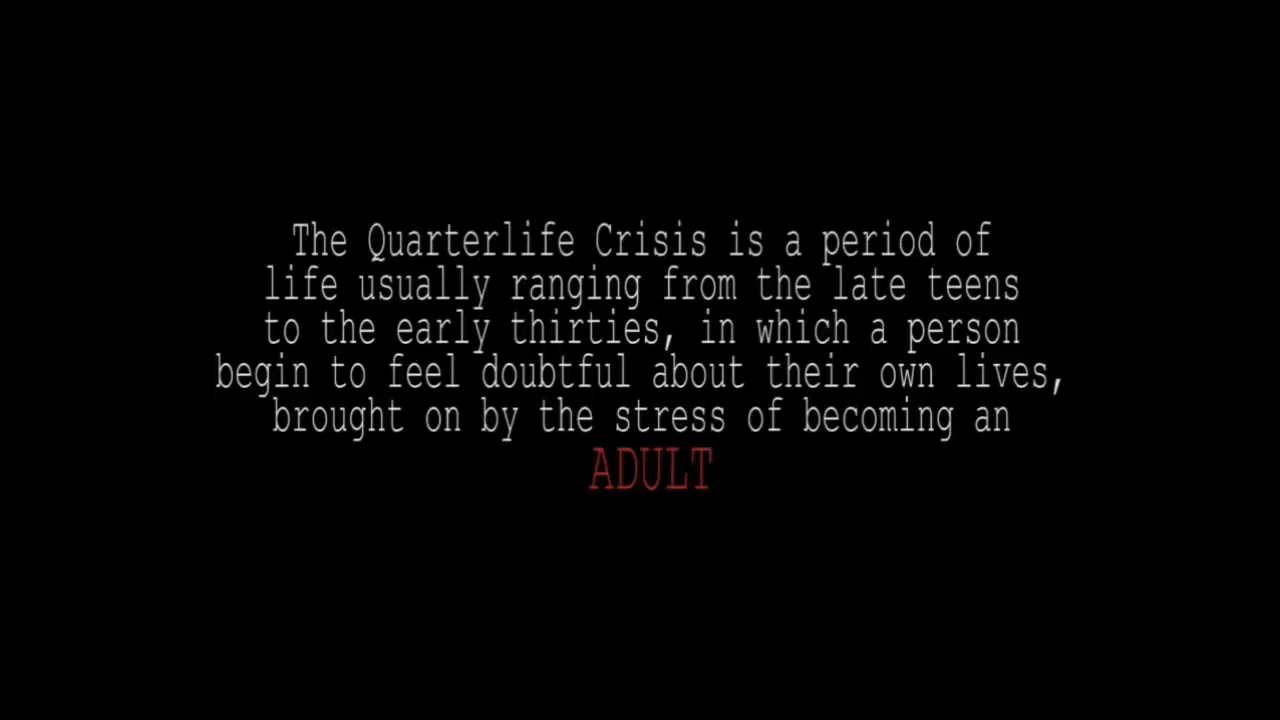 The Quarterlife Crisis is a period of
life usually ranging from the late teens
to the early thirties, in which a person
begin to feel doubtful about their own lives,
brought on by the stress of becoming an
ADULT